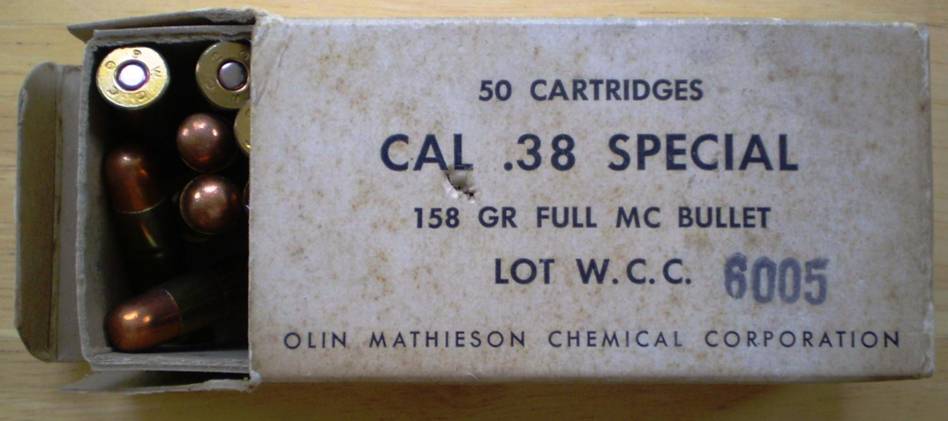 50 CARTRIDGES
CAL .38 SPECIAL
158 GR FULL MC BULLET
LOT W.C.C. 6005
OLIN MATHIESON CHEMICAL CORPORATION